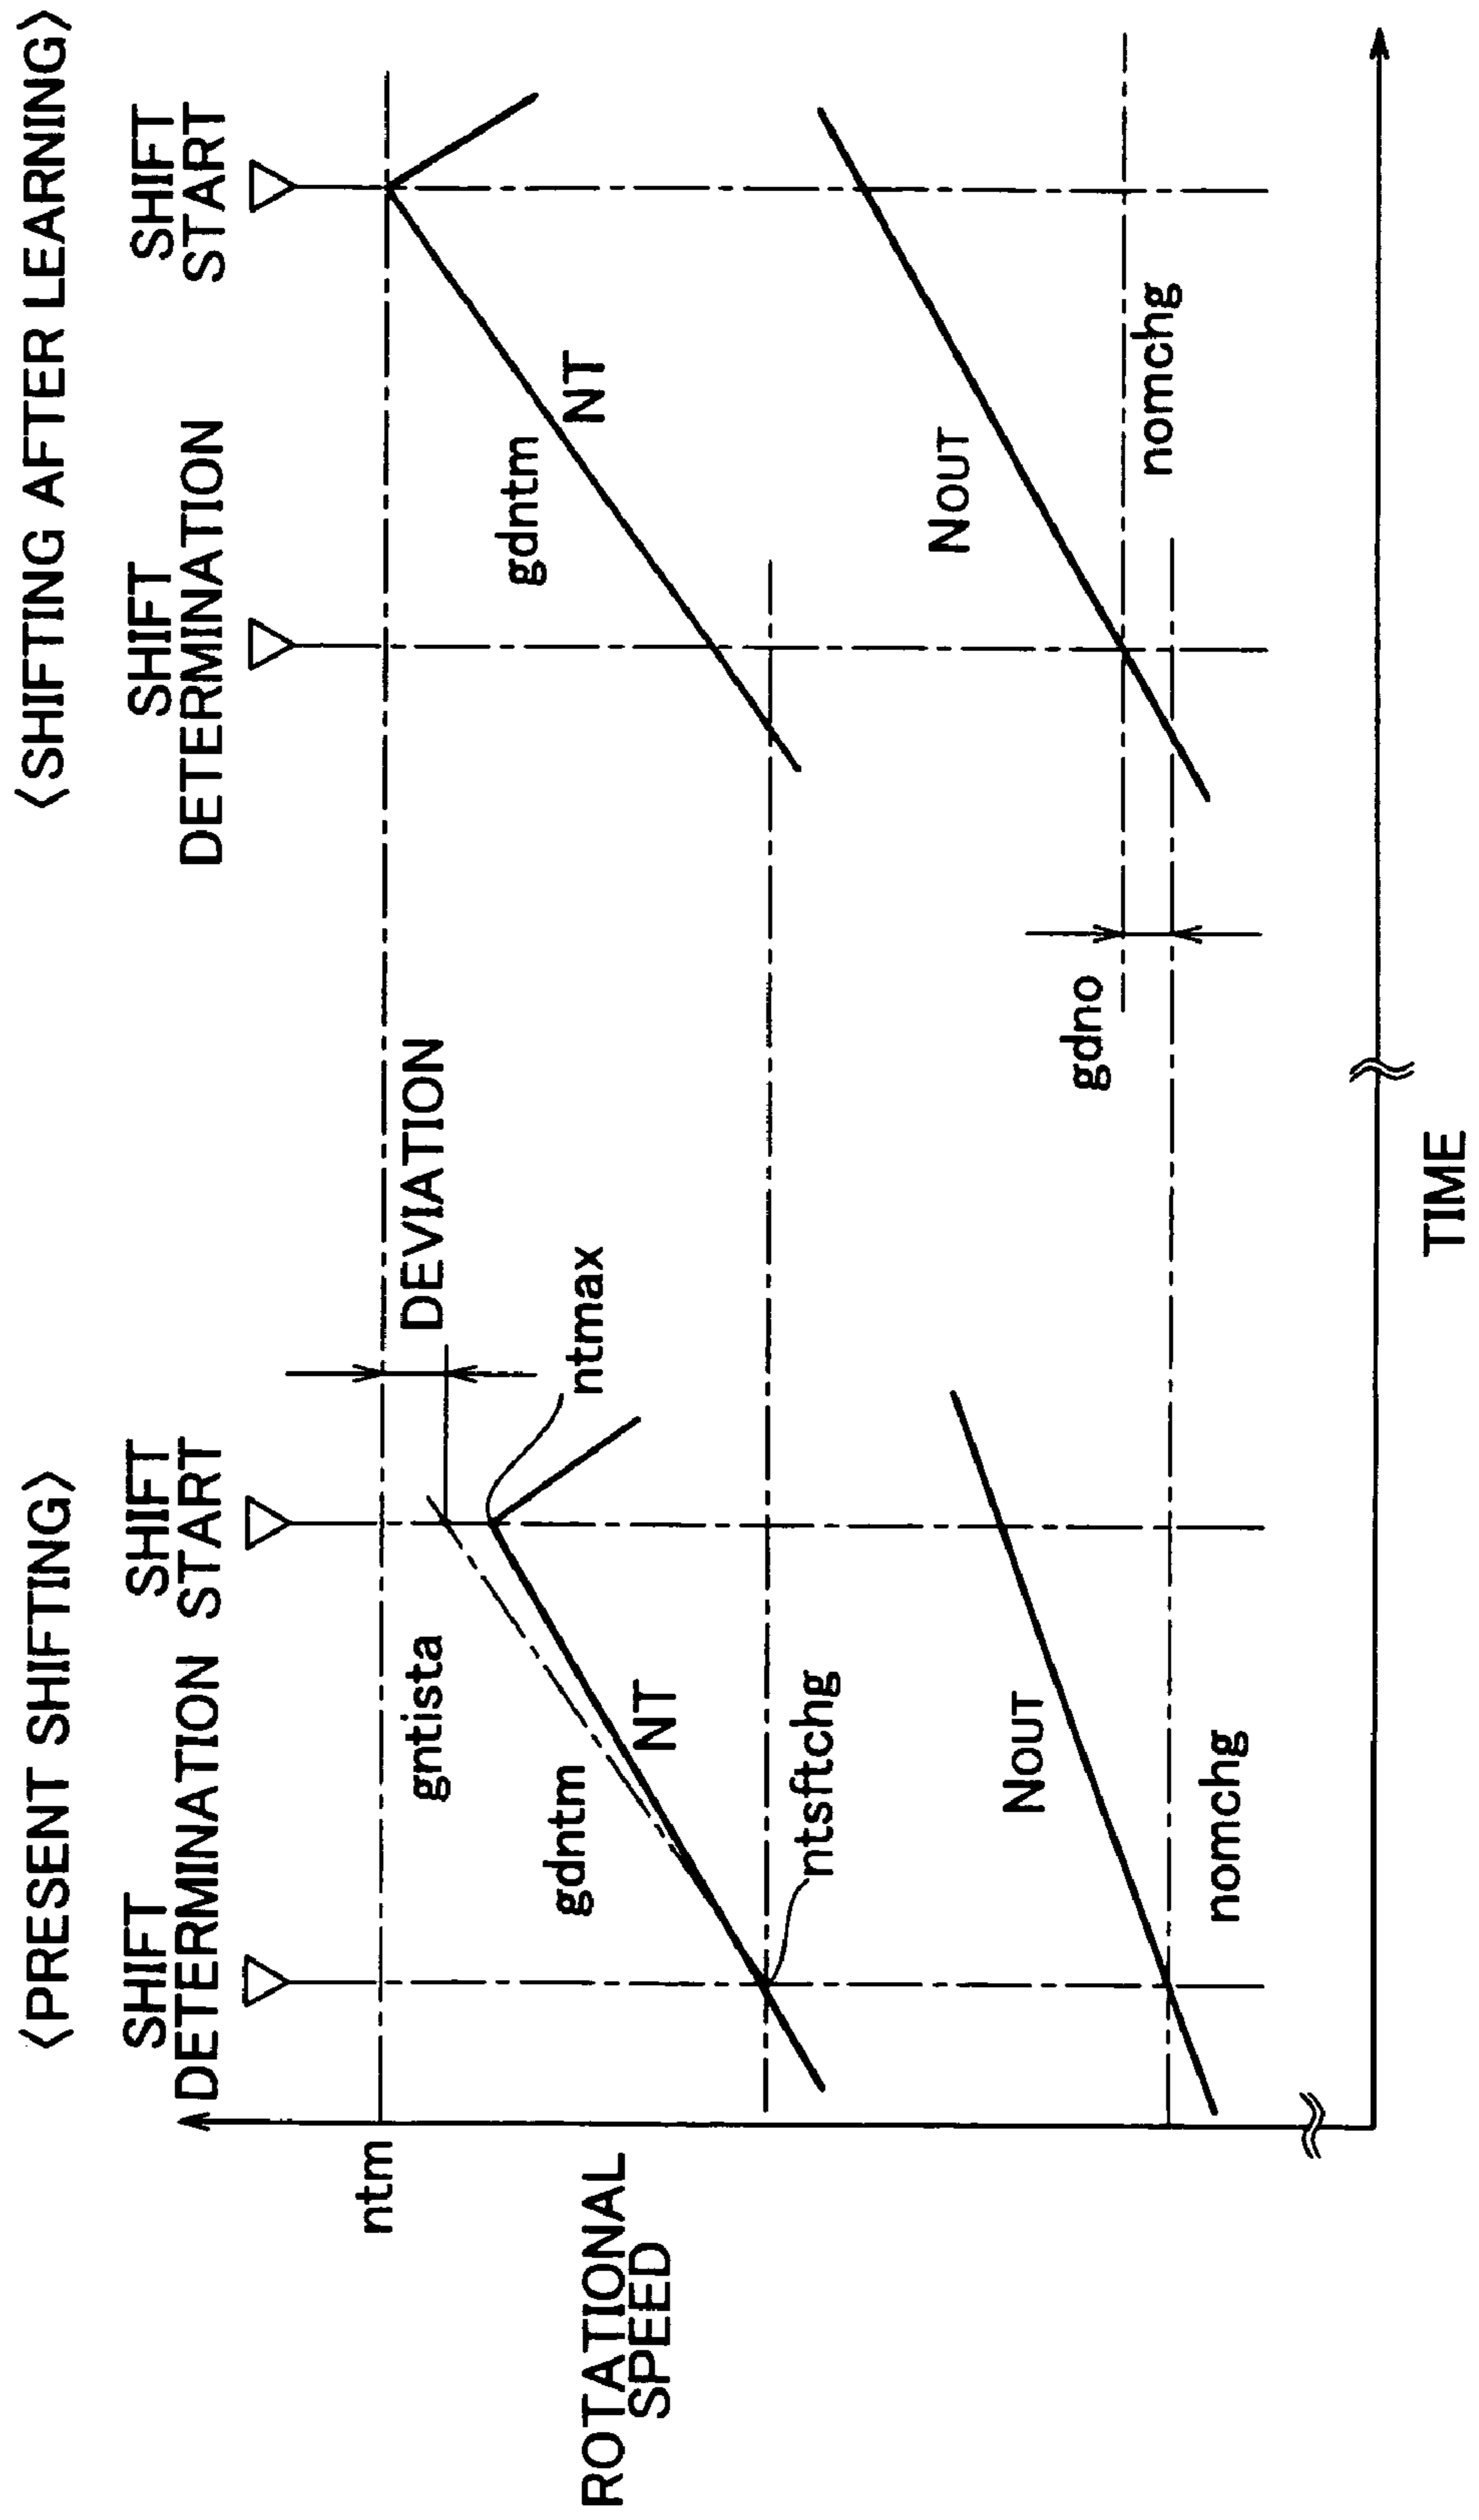 ⟨PRESENT SHIFTING⟩
⟨SHIFTING AFTER LEARNING⟩
SHIFT
DETERMINATION
SHIFT
START
SHIFT
DETERMINATION
SHIFT
START
ntm
ROTATIONAL
SPEED
gntista
DEVIATION
ntmax
gdntm
NT
ntsftchg
NOUT
nomchg
gdntm
NT
NOUT
gdno
nomchg
TIME